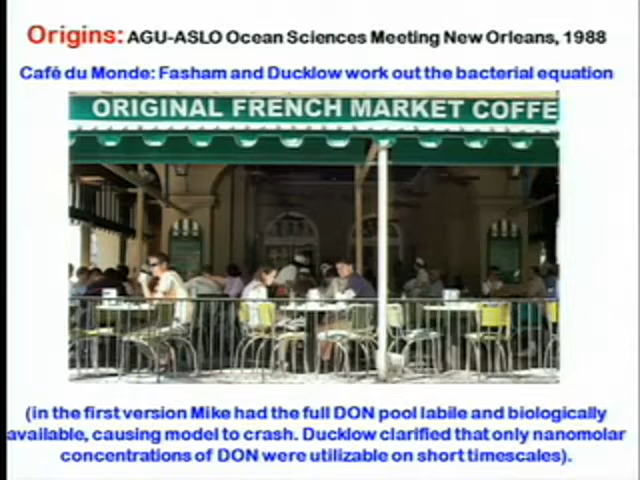 Origins: AGU-ASLO Ocean Sciences Meeting New Orleans, 1988
Café du Monde: Fasham and Ducklow work out the bacterial equation
ORIGINAL FRENCH MARKET COFFE
(in the first version Mike had the full DON pool labile and biologically
available, causing model to crash. Ducklow clarified that only nanomolar
concentrations of DON were utilizable on short timescales).